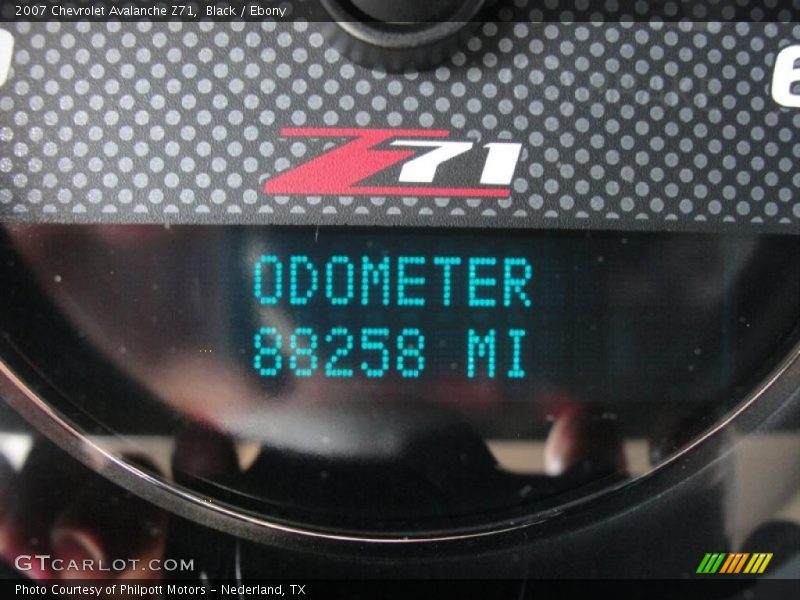 2007 Chevrolet Avalanche Z71,  Black / Ebony
6
Z71
ODOMETER
88258 MI
GTCARLOT.COM
Photo Courtesy of Philpott Motors - Nederland, TX